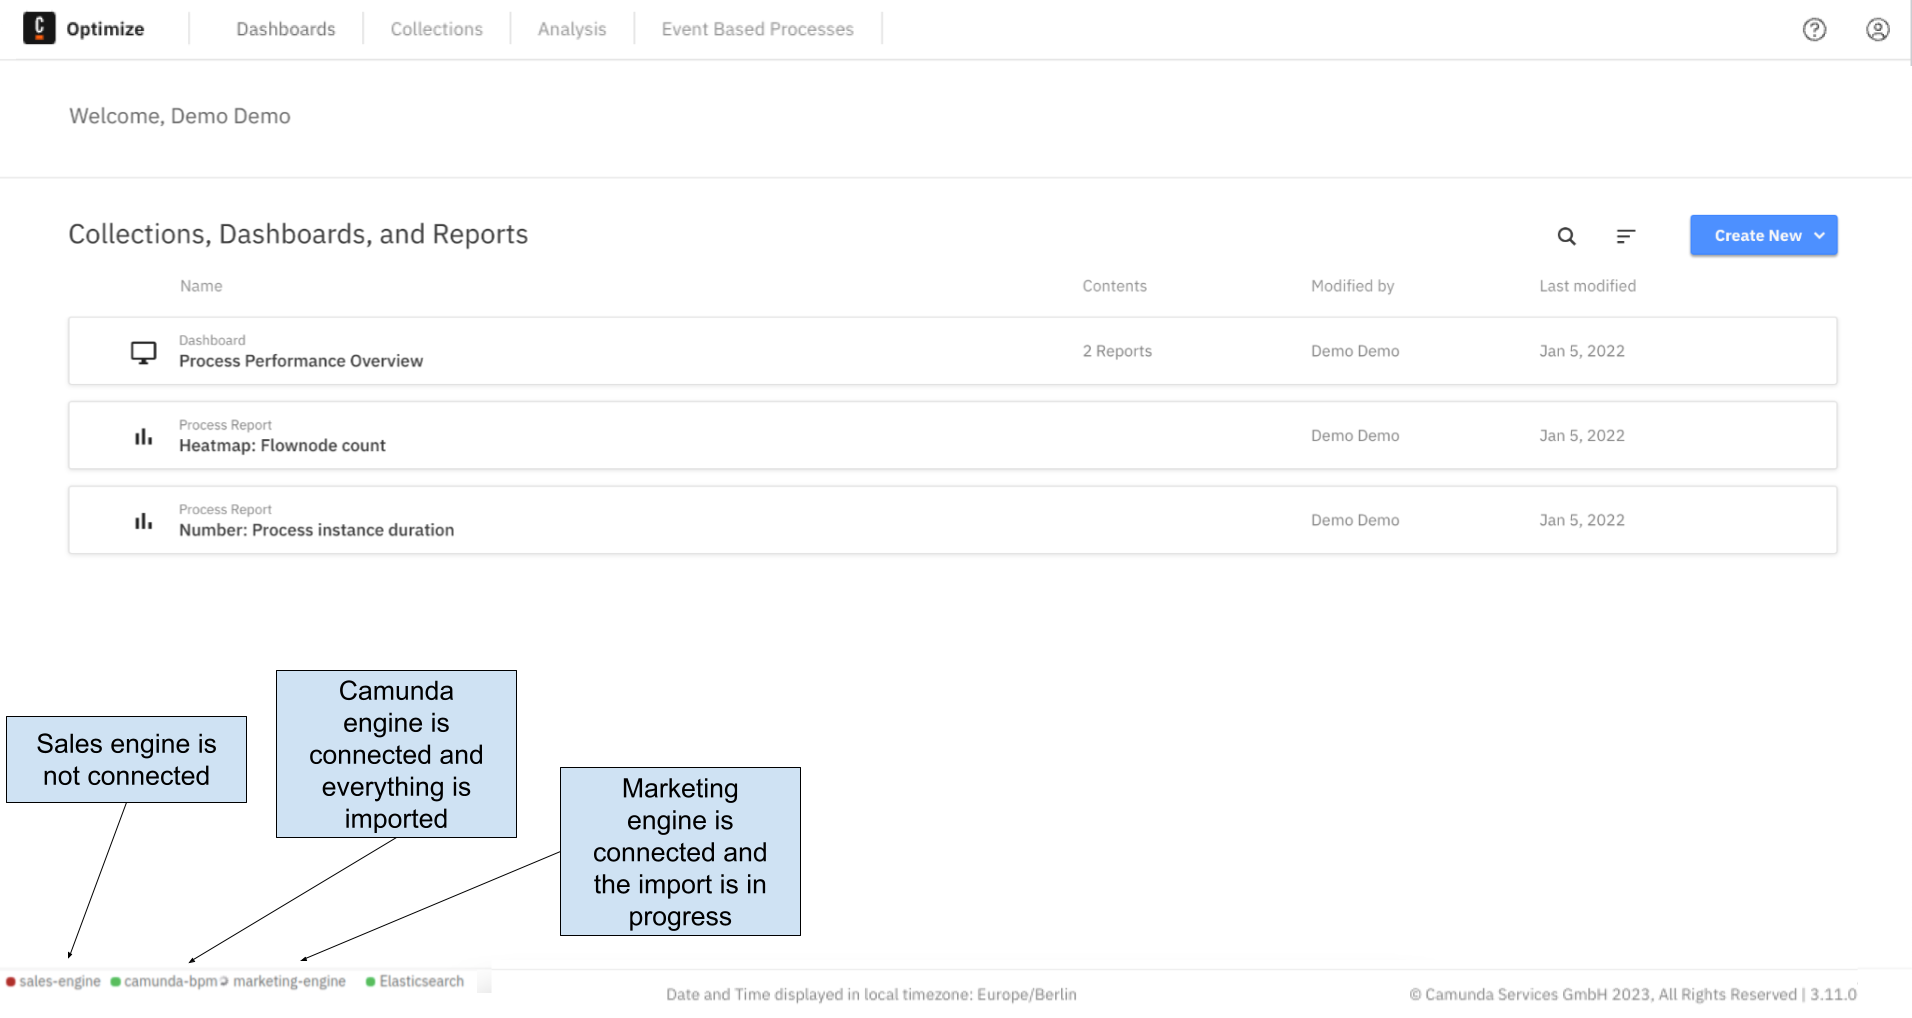 C Optimize Dashboards Collections Analysis Event Based Processes
Welcome, Demo Demo
Collections, Dashboards, and Reports
Create New
Name Contents Modified by Last modified
Dashboard
Process Performance Overview 2 Reports Demo Demo Jan 5, 2022
Process Report
Heatmap: Flownode count Demo Demo Jan 5, 2022
Process Report
Number: Process instance duration Demo Demo Jan 5, 2022
Sales engine is
not connected
Camunda
engine is
connected and
everything is
imported
Marketing
engine is
connected and
the import is in
progress
sales-engine camunda-bpm marketing-engine Elasticsearch
Date and Time displayed in local timezone: Europe/Berlin
© Camunda Services GmbH 2023, All Rights Reserved | 3.11.0